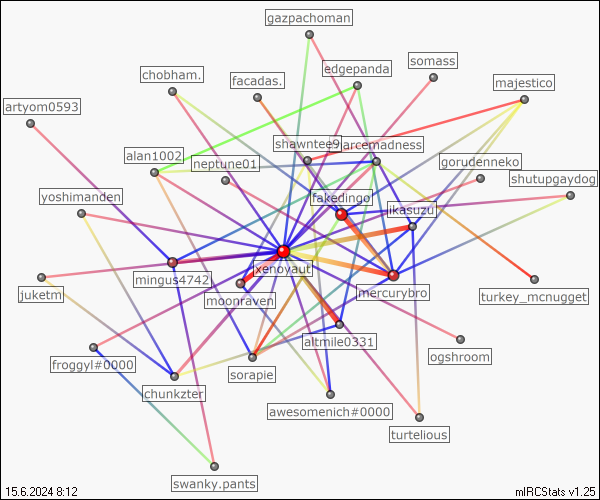 gazpachoman
edgepanda
somass
chobham.
facadas.
majestico
artyom0593
shawntee9
arcemadness
alan1002
neptune01
gorudenneko
shutupgaydog
yoshimanden
fakedingo
ikasuzu
xenoyaut
mingus4742
mercurybro
juketm
moonraven
turkey_mcnugget
altmile0331
froggyl#0000
ogshroom
sorapie
chunkzter
awesomenich#0000
turtelious
swanky.pants
15.6.2024 8:12
mIRCStats v1.25